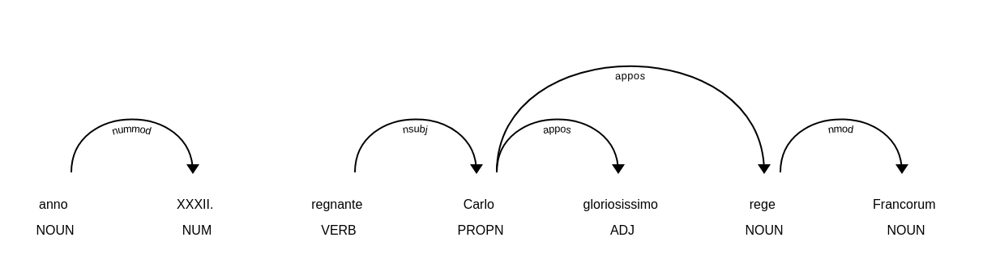 appos
nummod nsubj appos nmod
anno XXXII. regnante Carlo gloriosissimo rege Francorum
NOUN NUM VERB PROPN ADJ NOUN NOUN